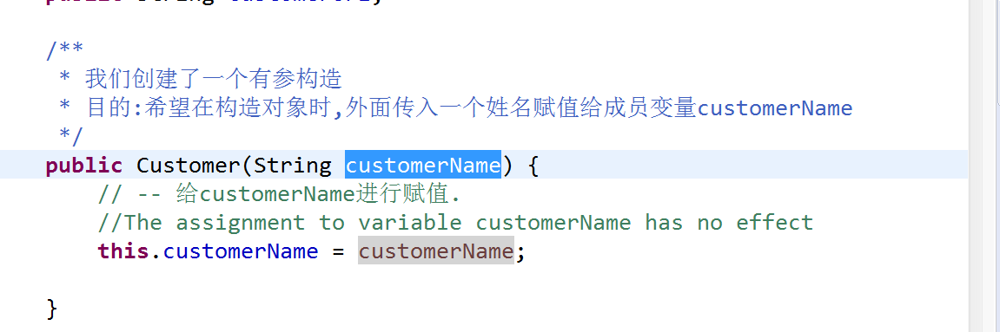 /**
* 我们创建了一个有参构造
* 目的:希望在构造对象时,外面传入一个姓名赋值给成员变量customerName
*/
public Customer(String customerName) {
// -- 给customerName进行赋值.
//The assignment to variable customerName has no effect
this.customerName = customerName;
}